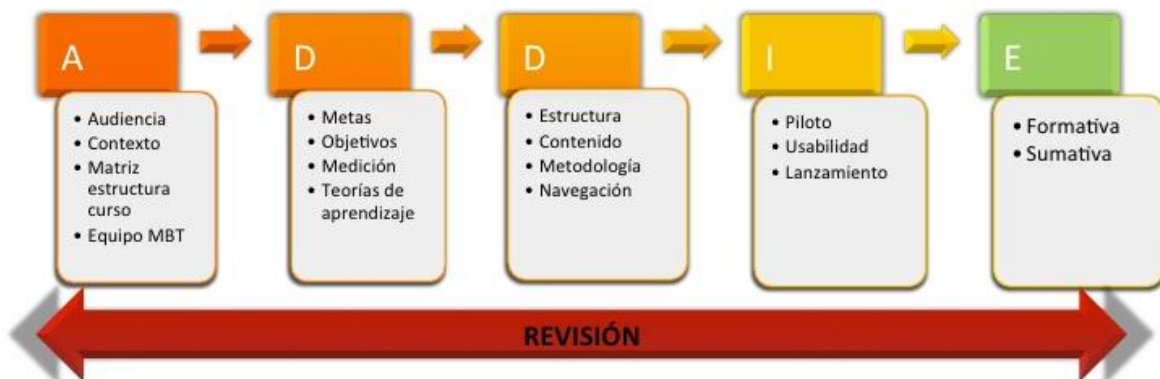 A
• Audiencia
• Contexto
• Matriz
estructura
curso
• Equipo MBT
D
• Metas
• Objetivos
• Medición
• Teorías de
aprendizaje
D
• Estructura
• Contenido
• Metodología
• Navegación
I
• Piloto
• Usabilidad
• Lanzamiento
E
• Formativa
• Sumativa
REVISIÓN